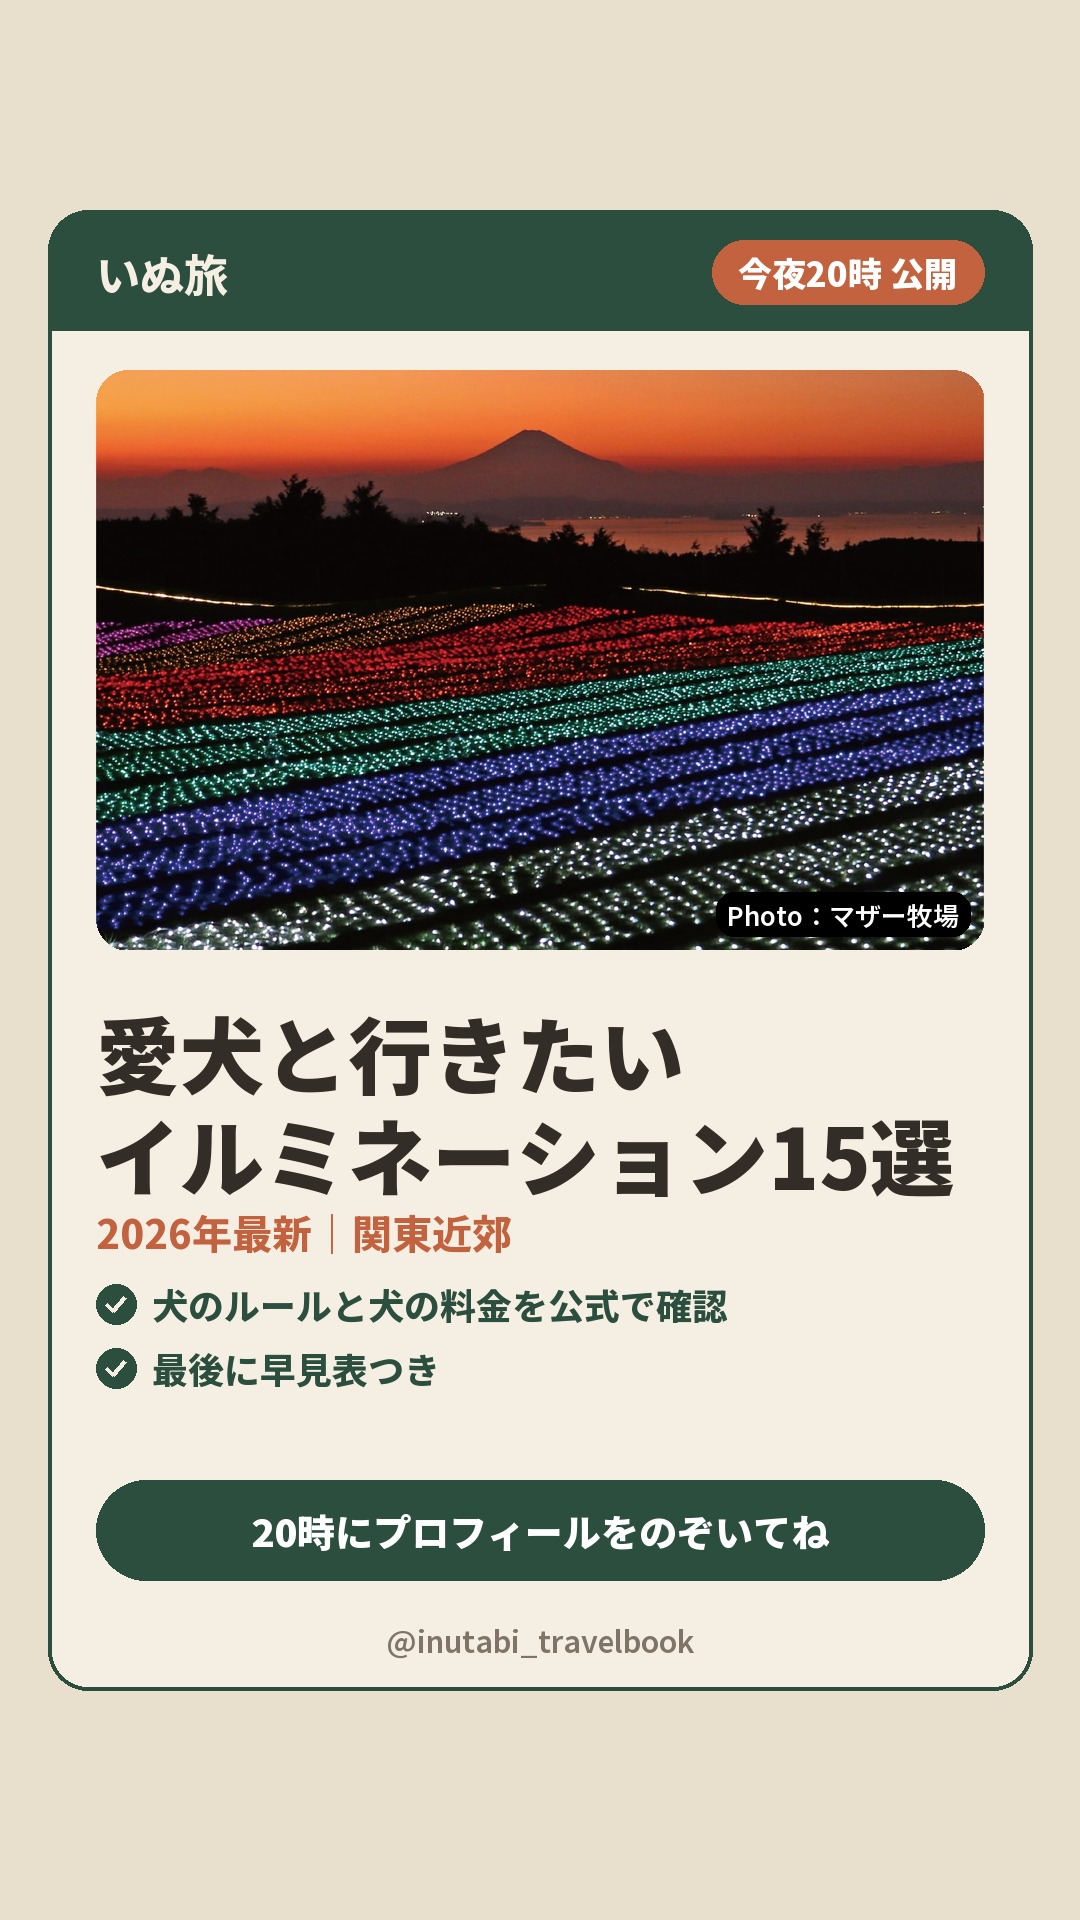 いぬ旅
今夜20時 公開
Photo：マザー牧場
愛犬と行きたい
イルミネーション15選
2026年最新｜関東近郊
犬のルールと犬の料金を公式で確認
最後に早見表つき
20時にプロフィールをのぞいてね
@inutabi_travelbook